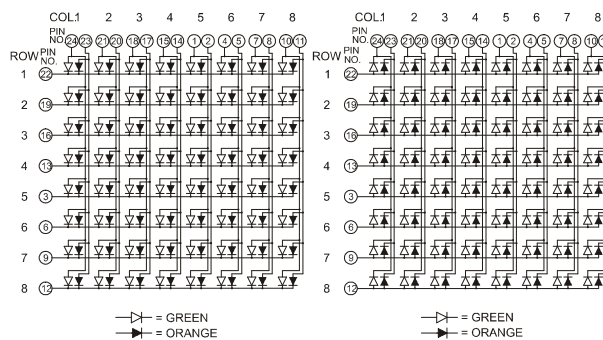 COL.1 2 3 4 5 6 7 8
PIN NO. 24 23 21 20 18 17 15 14 1 2 4 5 7 8 10 11
ROW PIN NO.
1 22
2 19
3 16
4 13
5 3
6 6
7 9
8 12
= GREEN
= ORANGE
COL.1 2 3 4 5 6 7 8
PIN NO. 24 23 21 20 18 17 15 14 1 2 4 5 7 8 10
ROW PIN NO.
1 22
2 19
3 16
4 13
5 3
6 6
7 9
8 12
= GREEN
= ORANGE